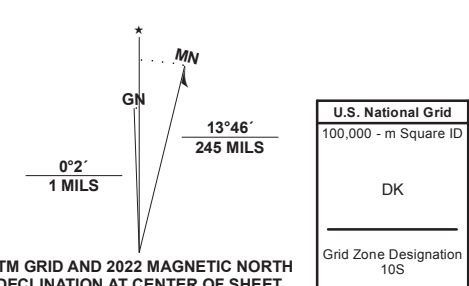 ★
MN
GN
13°46´
245 MILS
0°2´
1 MILS
TM GRID AND 2022 MAGNETIC NORTH
DECLINATION AT CENTER OF SHEET
U.S. National Grid
100,000 - m Square ID
DK
Grid Zone Designation
10S